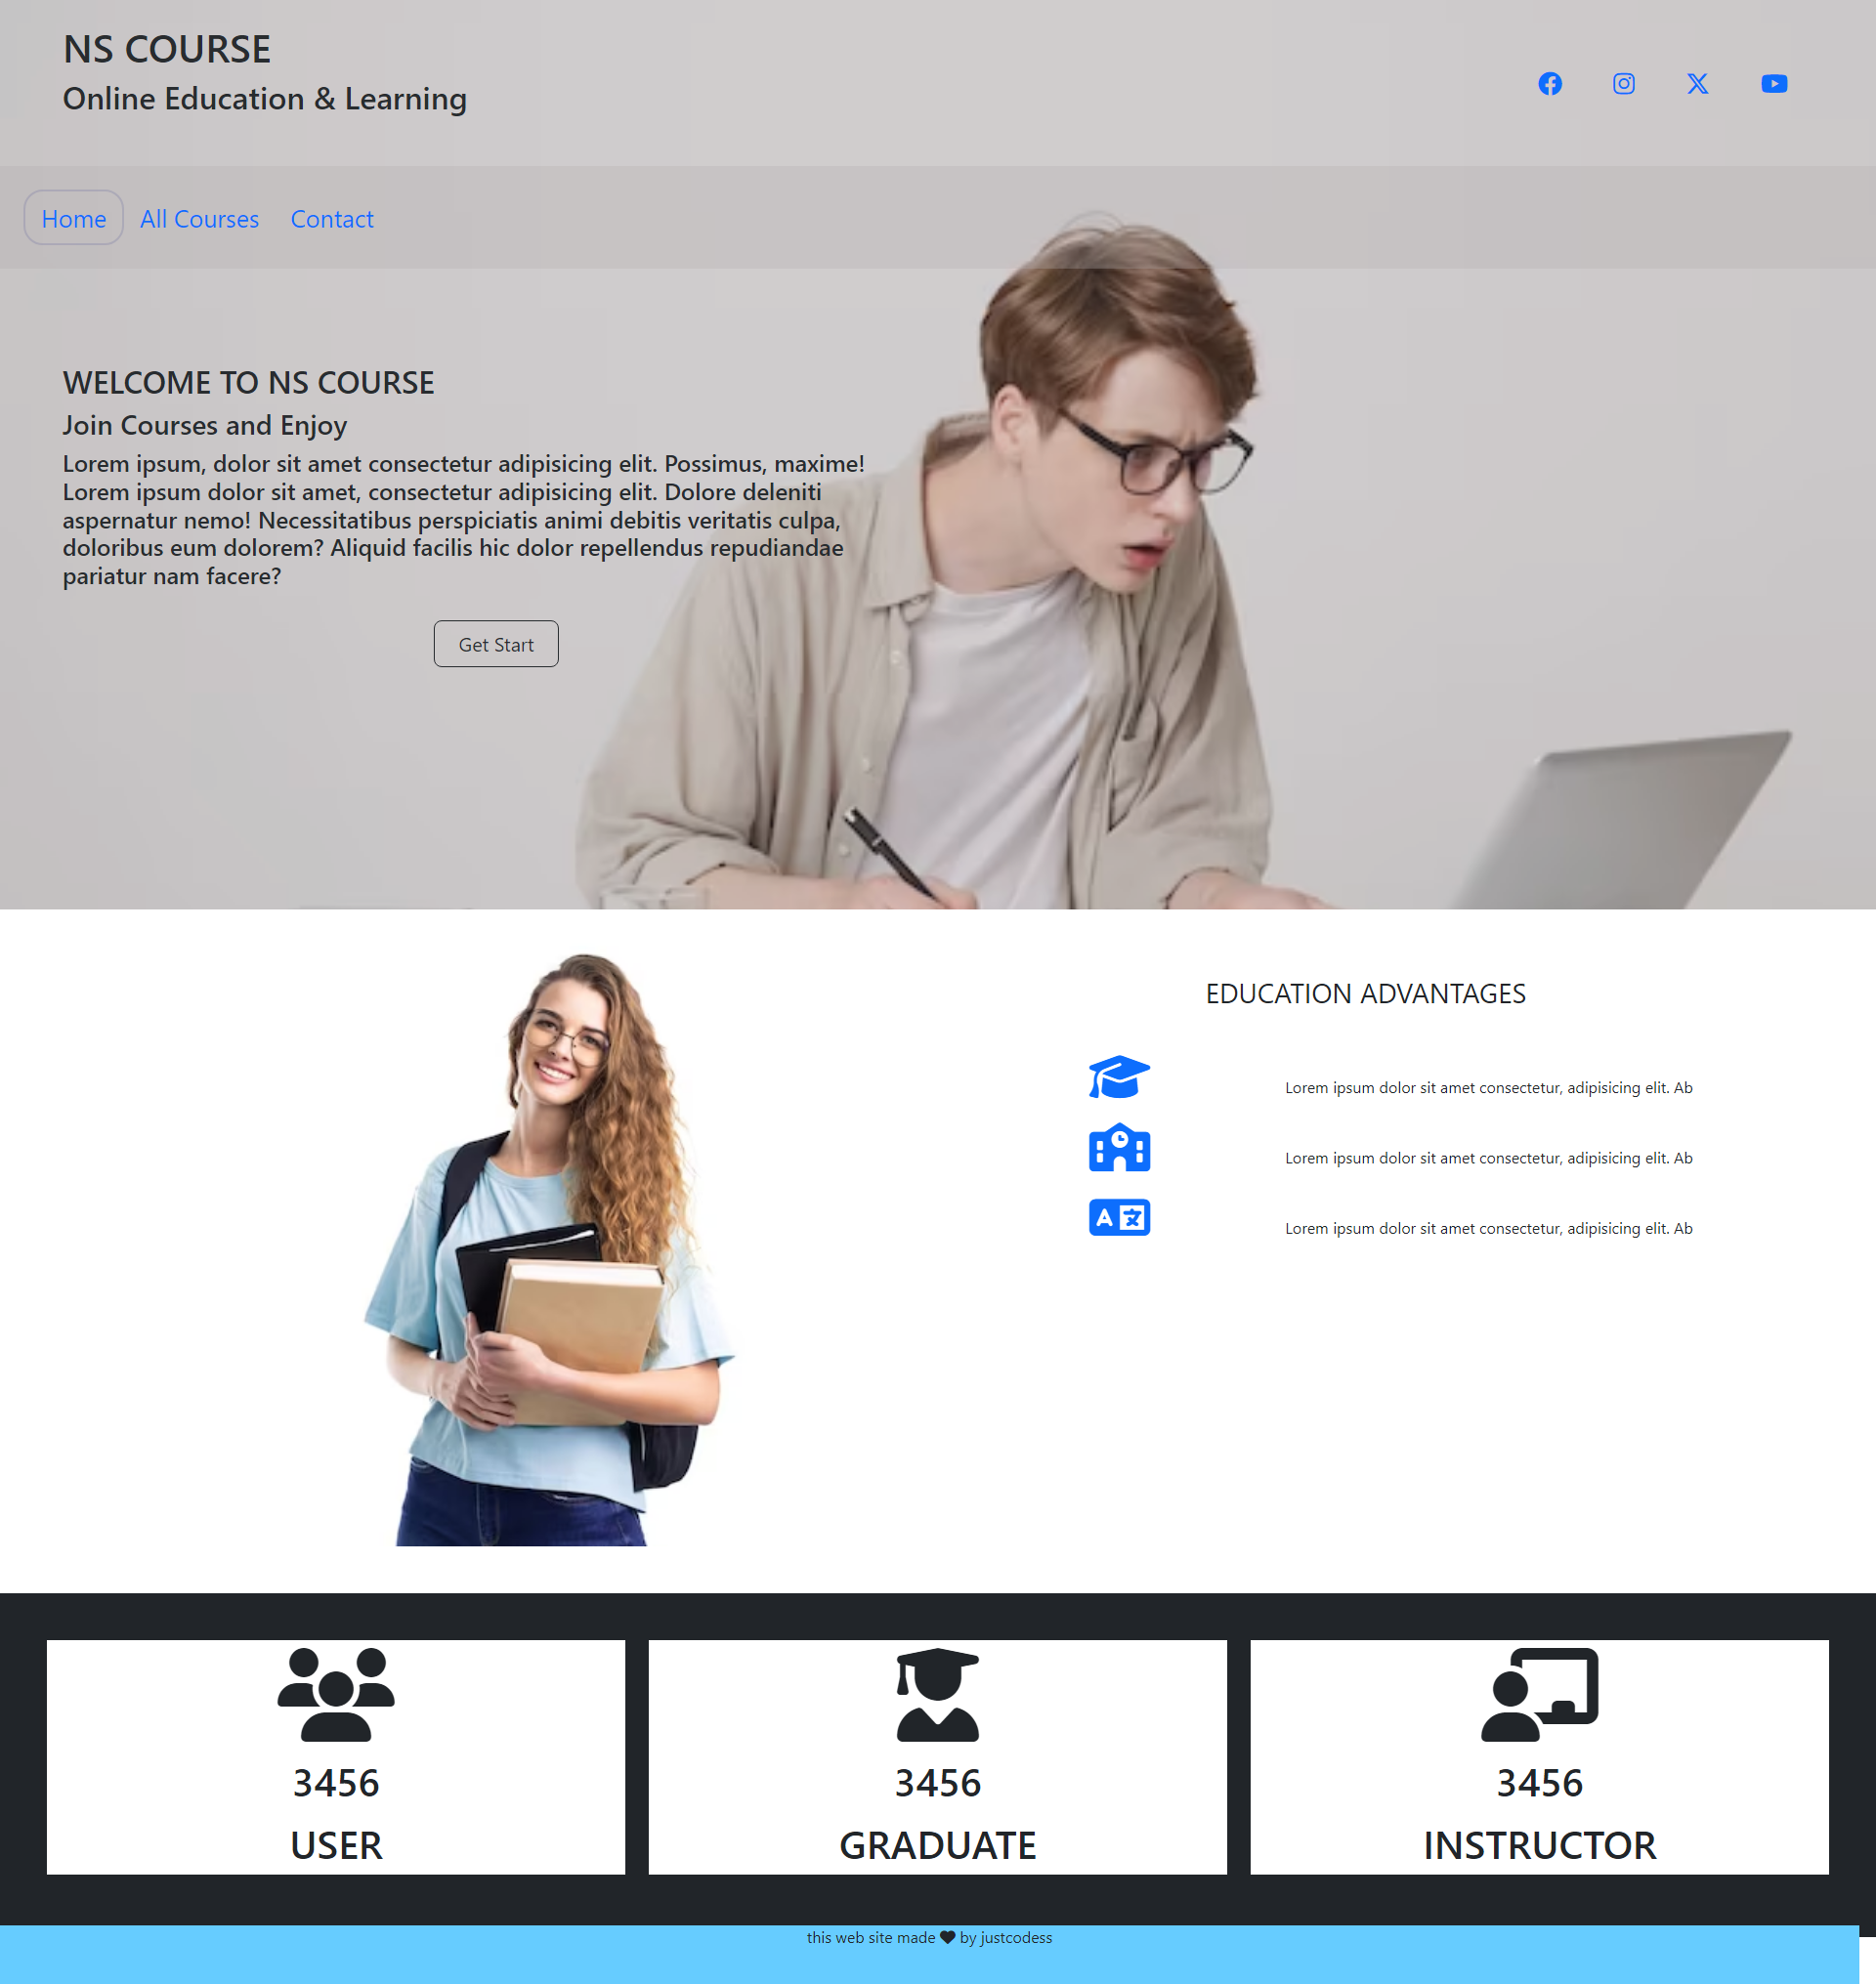 NS COURSE
Online Education & Learning
Home
All Courses
Contact
WELCOME TO NS COURSE
Join Courses and Enjoy
Lorem ipsum, dolor sit amet consectetur adipisicing elit. Possimus, maxime!
Lorem ipsum dolor sit amet, consectetur adipisicing elit. Dolore deleniti
aspernatur nemo! Necessitatibus perspiciatis animi debitis veritatis culpa,
doloribus eum dolorem? Aliquid facilis hic dolor repellendus repudiandae
pariatur nam facere?
Get Start
EDUCATION ADVANTAGES
Lorem ipsum dolor sit amet consectetur, adipisicing elit. Ab
Lorem ipsum dolor sit amet consectetur, adipisicing elit. Ab
A 文
Lorem ipsum dolor sit amet consectetur, adipisicing elit. Ab
3456
USER
3456
GRADUATE
3456
INSTRUCTOR
this web site made ♥ by justcodess